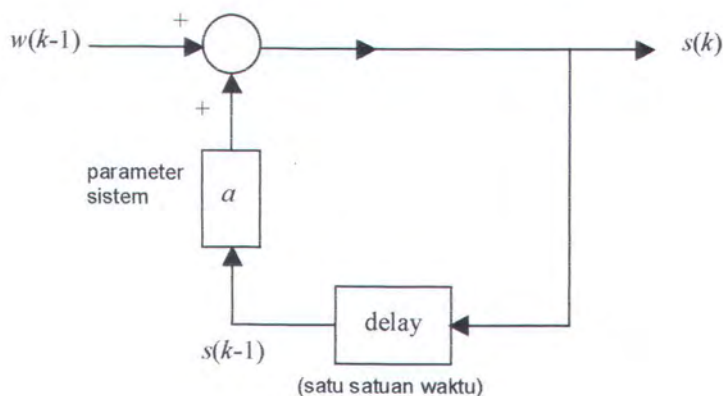 +
w(k-1)
s(k)
+
parameter
sistem
a
delay
s(k-1)
(satu satuan waktu)